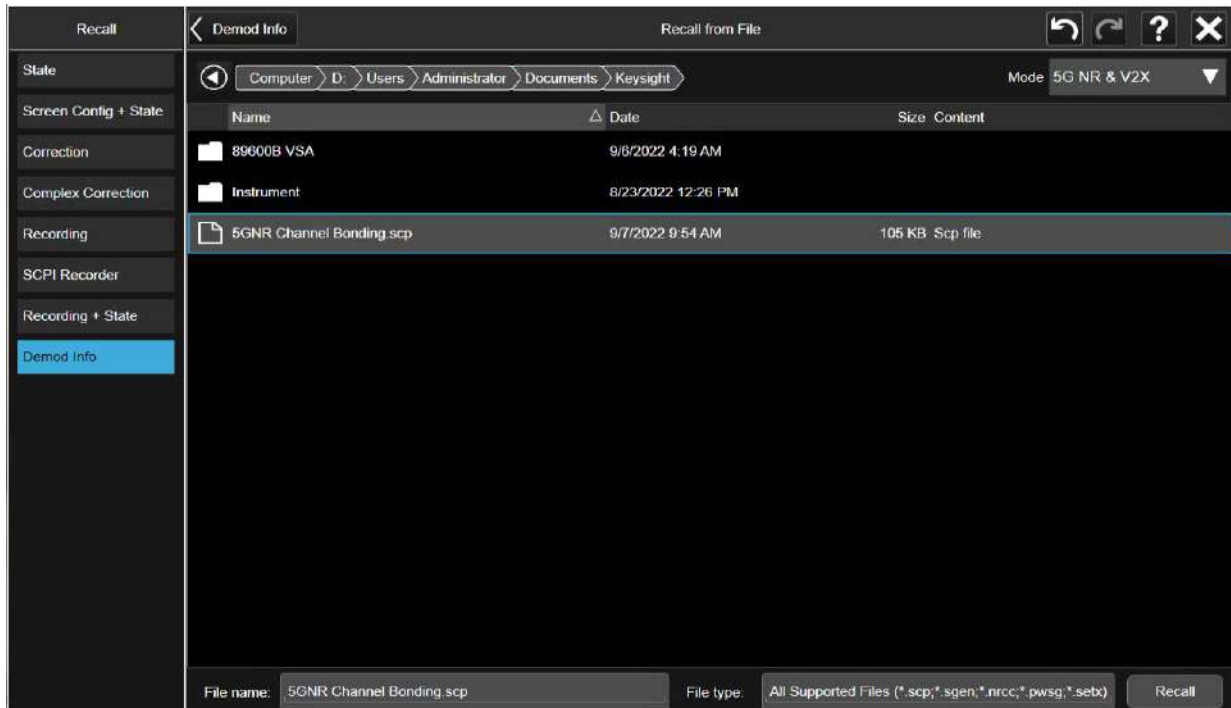 Recall
Demod Info
Recall from File
?
State
Computer D: Users Administrator Documents Keysight
Mode 5G NR & V2X
Screen Config + State
Name Date Size Content
Correction
89600B VSA 9/6/2022 4:19 AM
Complex Correction
Instrument 8/23/2022 12:26 PM
Recording
5GNR Channel Bonding.scp 9/7/2022 9:54 AM 105 KB Scp file
SCPI Recorder
Recording + State
Demod Info
File name: 5GNR Channel Bonding.scp File type: All Supported Files (*.scp;*.sgen;*.nrcc;*.pwsg;*.setx) Recall